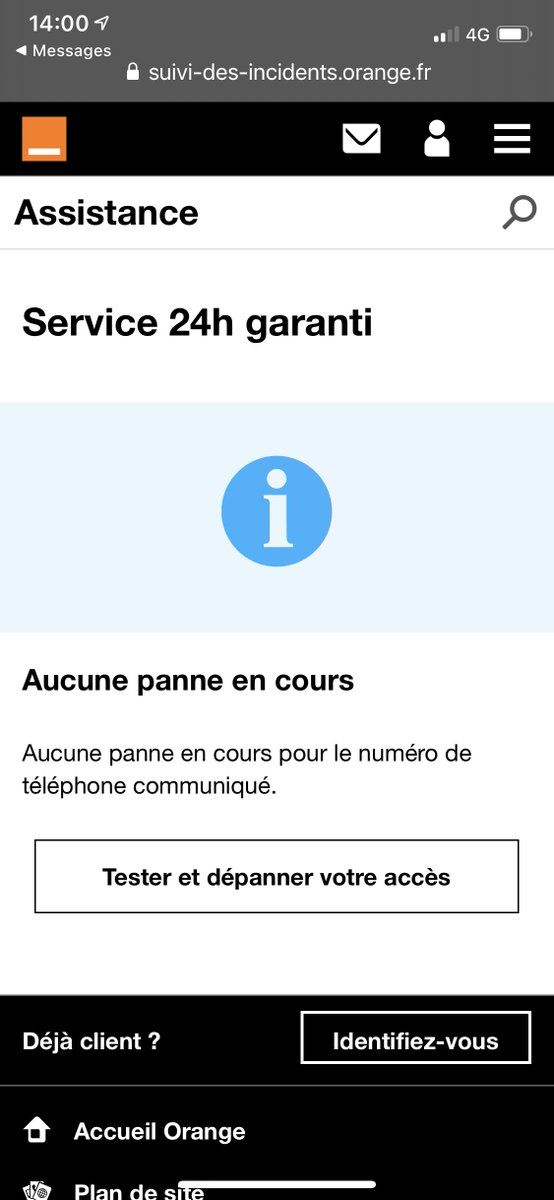 14:00
4G
◀ Messages
suivi-des-incidents.orange.fr
Assistance
Service 24h garanti
i
Aucune panne en cours
Aucune panne en cours pour le numéro de
téléphone communiqué.
Tester et dépanner votre accès
Déjà client ?
Identifiez-vous
Accueil Orange
Plan de site